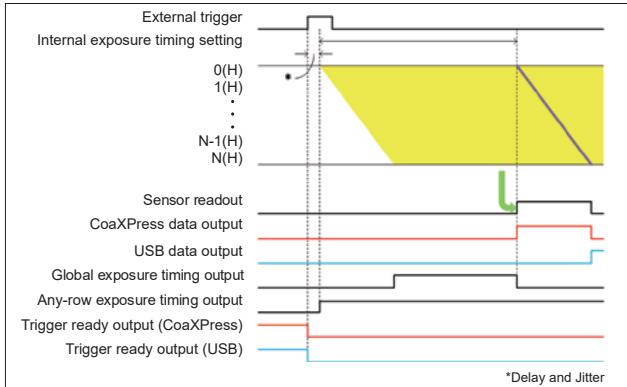 External trigger
Internal exposure timing setting
*
0(H)
1(H)
•
•
•
N-1(H)
N(H)
Sensor readout
CoaXPress data output
USB data output
Global exposure timing output
Any-row exposure timing output
Trigger ready output (CoaXPress)
Trigger ready output (USB)
*Delay and Jitter